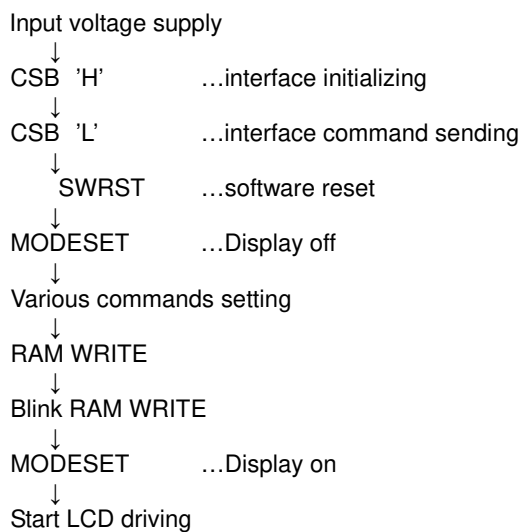 Input voltage supply
↓
CSB 'H' …interface initializing
↓
CSB 'L' …interface command sending
↓
SWRST …software reset
↓
MODESET …Display off
↓
Various commands setting
↓
RAM WRITE
↓
Blink RAM WRITE
↓
MODESET …Display on
↓
Start LCD driving